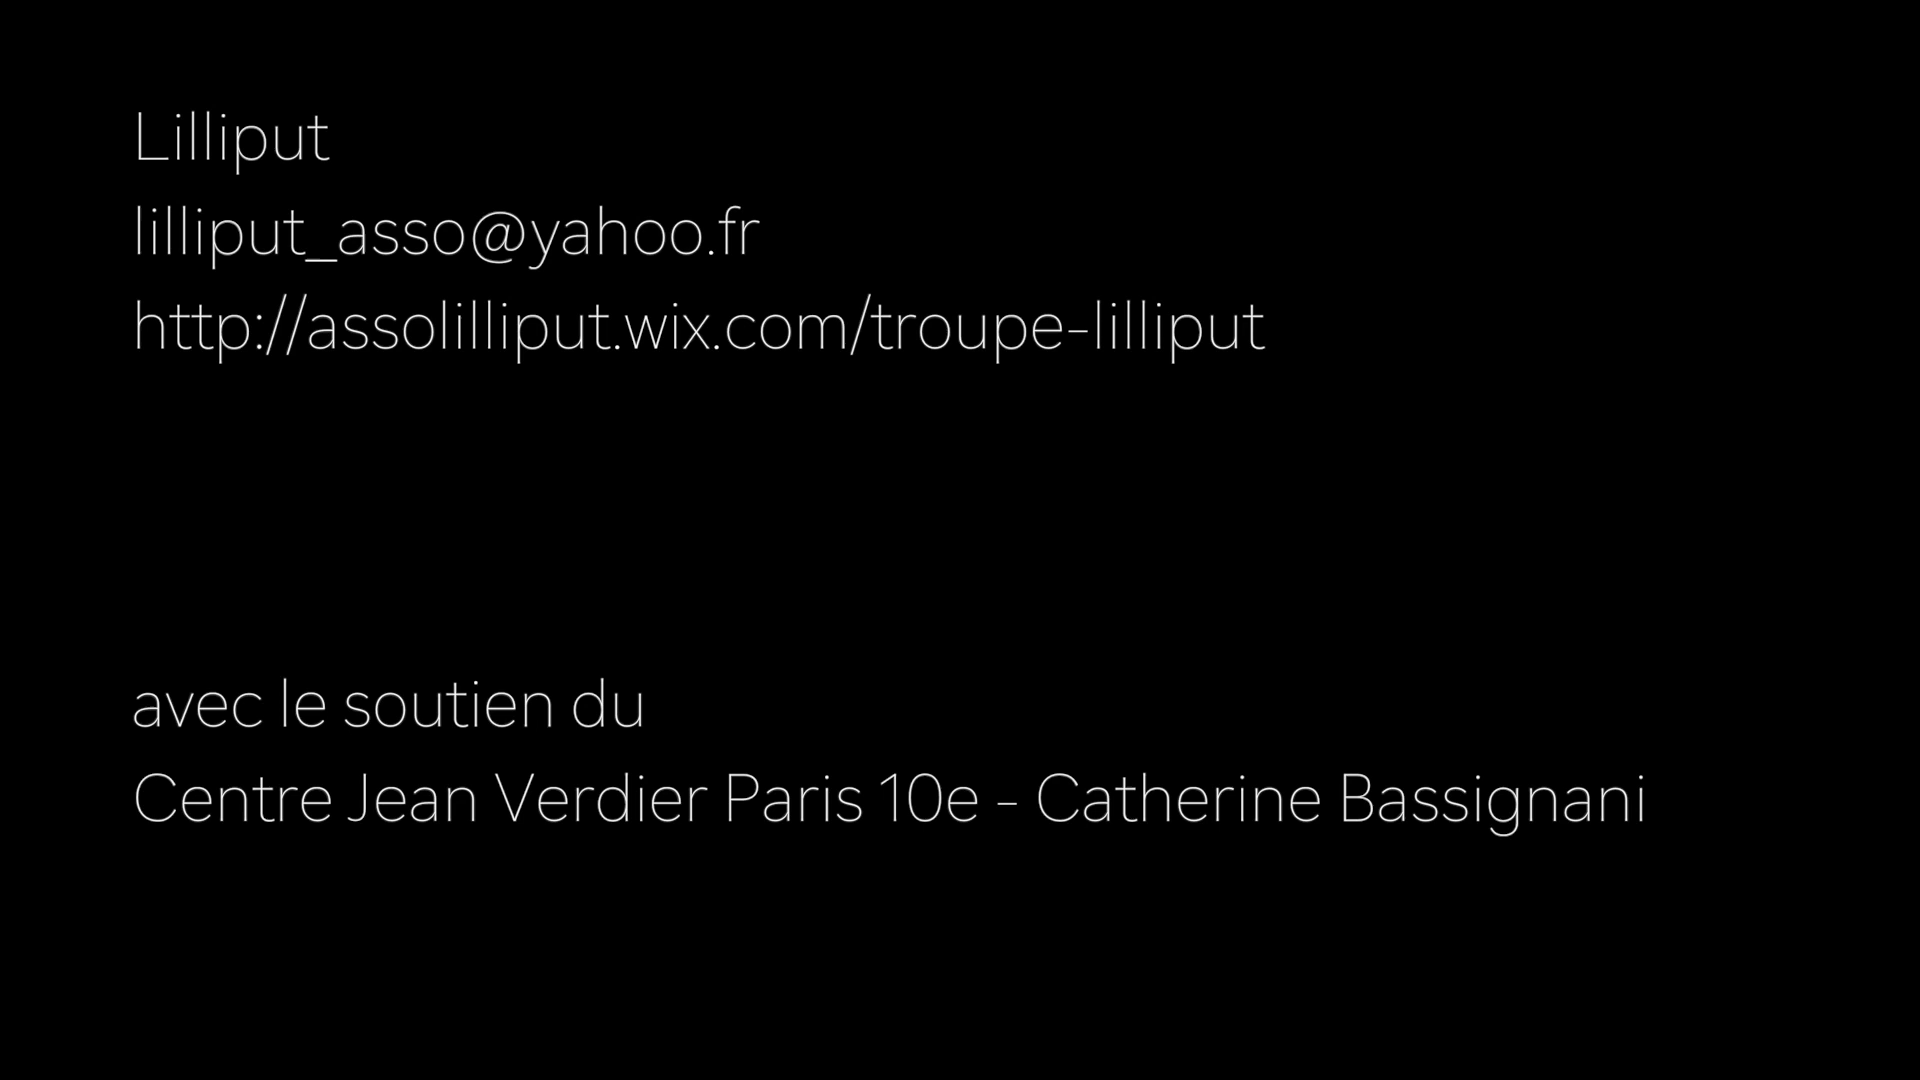 Lilliput
lilliput_asso@yahoo.fr
http://assolilliput.wix.com/troupe-lilliput
avec le soutien du
Centre Jean Verdier Paris 10e - Catherine Bassignani